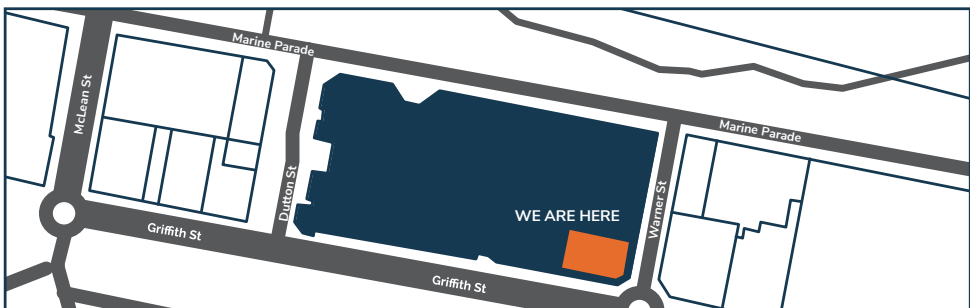 Marine Parade
McLean St
Dutton St
Marine Parade
WE ARE HERE
Warner St
Griffith St
Griffith St